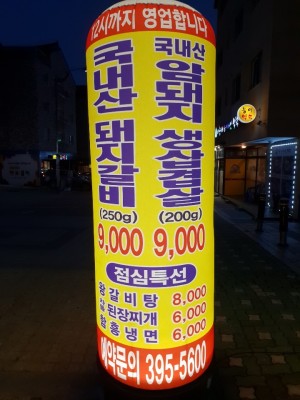 12시까지 영업합니다
국내산 돼지갈비
(250g)
9,000
국내산 암돼지 생삼겹살
(200g)
9,000
점심특선
왕갈비탕 8,000
된장찌개 6,000
함흥냉면 6,000
예약문의 395-5600